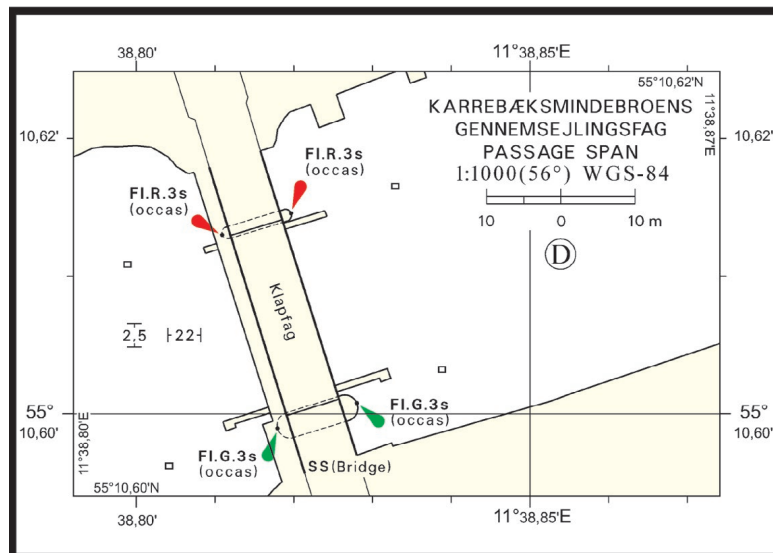 38,80'
11°38,85'E
55°10,62'N
KARREBÆKSMINDEBROENS
GENNEMSEJLINGSFAG
PASSAGE SPAN
1:1000(56°) WGS-84
10 0 10 m
D
11°38,87'E
10,62'
10,62'
Fl.R.3s
(occas)
Fl.R.3s
(occas)
Klapfag
2,5
22
55°
10,60'
55°
10,60'
Fl.G.3s
(occas)
Fl.G.3s
(occas)
SS(Bridge)
11°38,80'E
55°10,60'N
38,80'
11°38,85'E